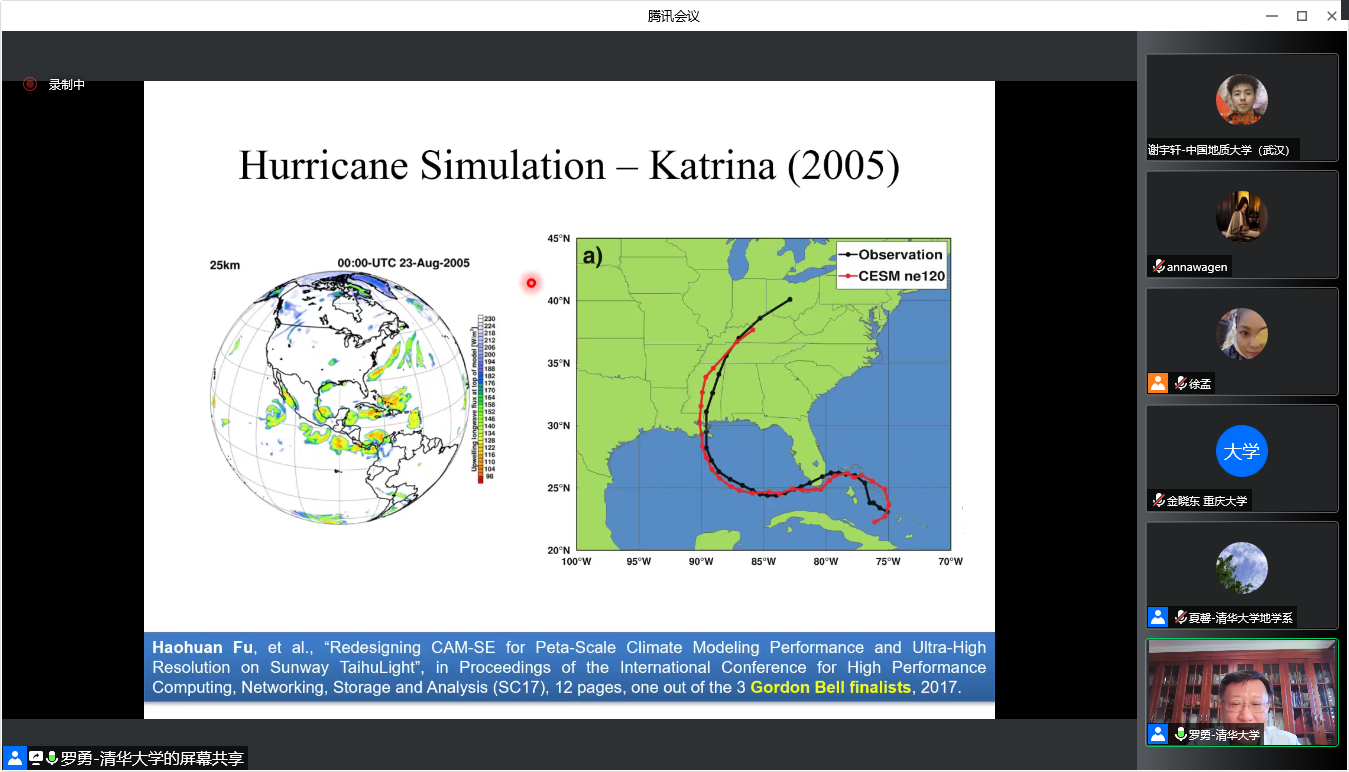 腾讯会议
录制中
Hurricane Simulation – Katrina (2005)
25km
00:00-UTC 23-Aug-2005
230
224
218
212
206
200
194
188
182
176
170
164
158
152
146
140
134
128
122
116
110
104
98
Upwelling longwave flux at top of model [W/m²]
a)
Observation
CESM ne120
45°N
40°N
35°N
30°N
25°N
20°N
100°W 95°W 90°W 85°W 80°W 75°W 70°W
Haohuan Fu, et al., “Redesigning CAM-SE for Peta-Scale Climate Modeling Performance and Ultra-High
Resolution on Sunway TaihuLight”, in Proceedings of the International Conference for High Performance
Computing, Networking, Storage and Analysis (SC17), 12 pages, one out of the 3 Gordon Bell finalists, 2017.
罗勇-清华大学的屏幕共享
谢宇轩-中国地质大学（武汉）
annawagen
徐孟
大学
金晓东 重庆大学
夏馨-清华大学地学系
罗勇-清华大学